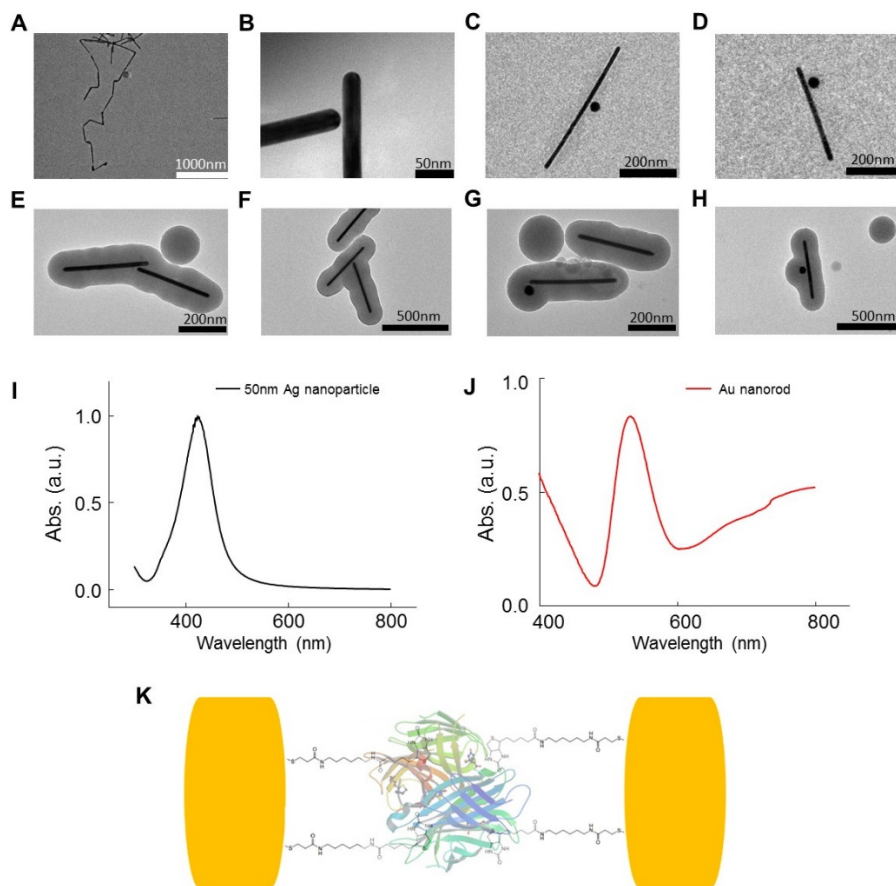 A
B
C
D
1000nm
50nm
200nm
200nm
E
F
G
H
200nm
500nm
200nm
500nm
I
50nm Ag nanoparticle
1.0
0.5
0.0
Abs. (a.u.)
400
600
800
Wavelength (nm)
J
Au nanorod
1.0
0.5
0.0
Abs. (a.u.)
400
600
800
Wavelength (nm)
K